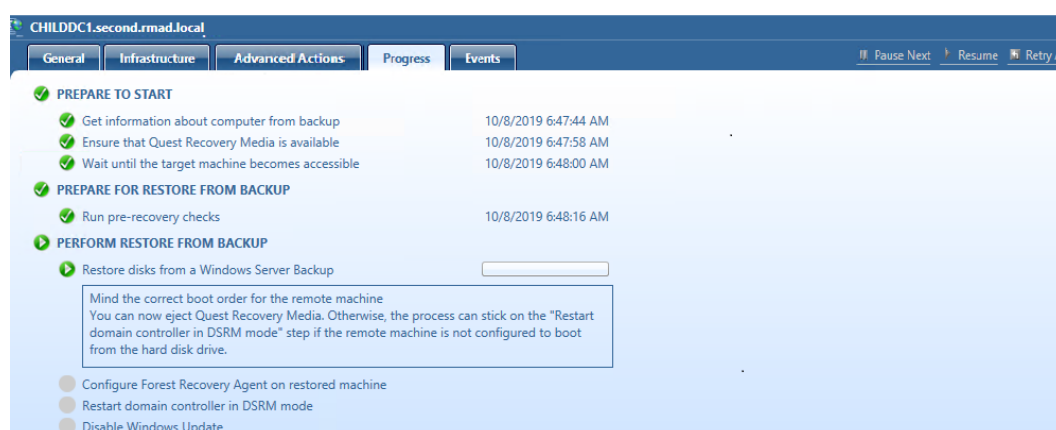 CHILDDC1.second.rmad.local
General Infrastructure Advanced Actions Progress Events Pause Next Resume Retry
PREPARE TO START
Get information about computer from backup 10/8/2019 6:47:44 AM
Ensure that Quest Recovery Media is available 10/8/2019 6:47:58 AM
Wait until the target machine becomes accessible 10/8/2019 6:48:00 AM
PREPARE FOR RESTORE FROM BACKUP
Run pre-recovery checks 10/8/2019 6:48:16 AM
PERFORM RESTORE FROM BACKUP
Restore disks from a Windows Server Backup
Mind the correct boot order for the remote machine
You can now eject Quest Recovery Media. Otherwise, the process can stick on the "Restart
domain controller in DSRM mode" step if the remote machine is not configured to boot
from the hard disk drive.
Configure Forest Recovery Agent on restored machine
Restart domain controller in DSRM mode
Disable Windows Update